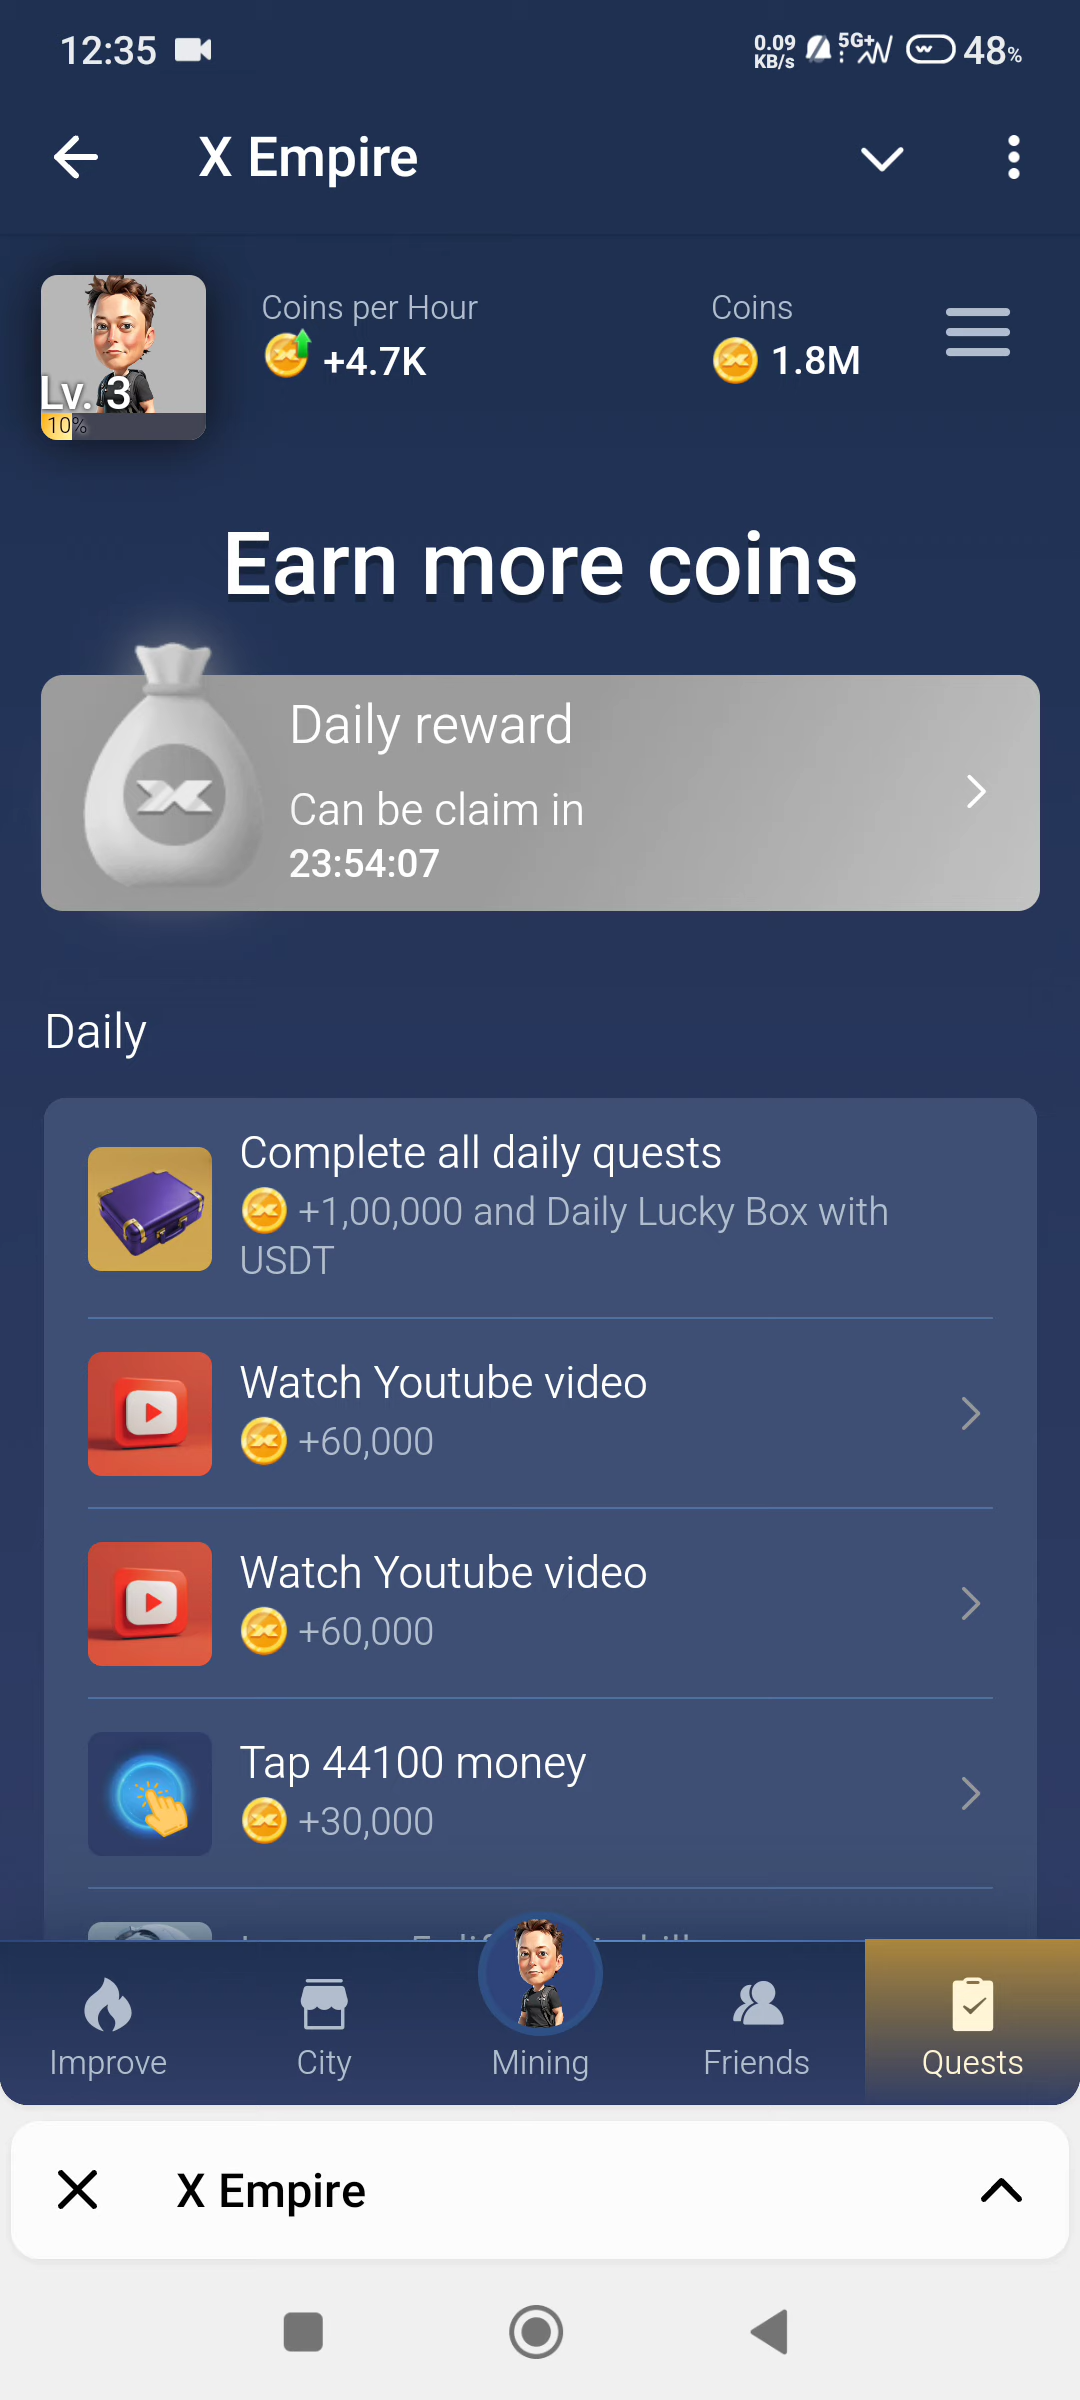 12:35
0.09
KB/s
5G+
48%
X Empire
Coins per Hour
+4.7K
Coins
1.8M
Lv. 3
10%
Earn more coins
Daily reward
Can be claim in
23:54:07
Daily
Complete all daily quests
+1,00,000 and Daily Lucky Box with
USDT
Watch Youtube video
+60,000
Watch Youtube video
+60,000
Tap 44100 money
+30,000
Improve
City
Mining
Friends
Quests
X Empire